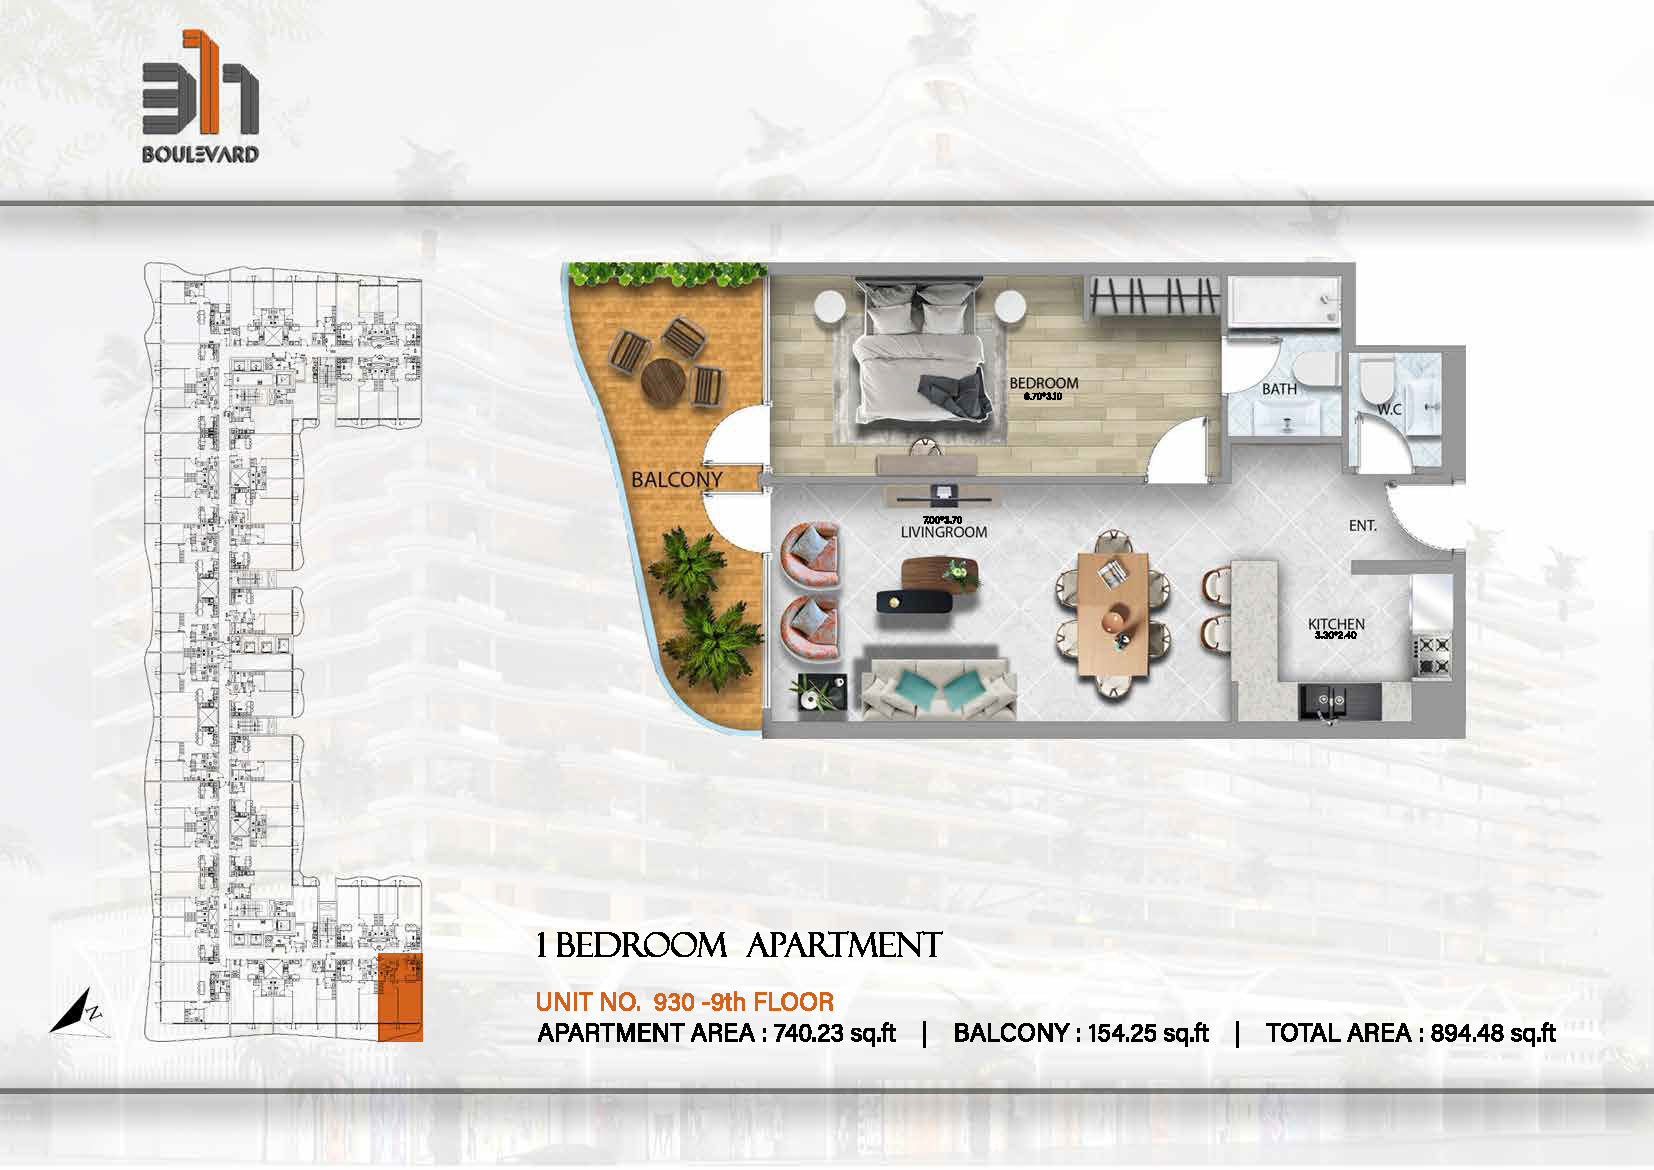 BOULEVARD
BEDROOM
6.70*3.10
BATH
W.C
BALCONY
7.00*3.70
LIVINGROOM
ENT.
KITCHEN
3.30*2.40
N
1 BEDROOM APARTMENT
UNIT NO. 930 -9th FLOOR
APARTMENT AREA : 740.23 sq.ft | BALCONY : 154.25 sq.ft | TOTAL AREA : 894.48 sq.ft